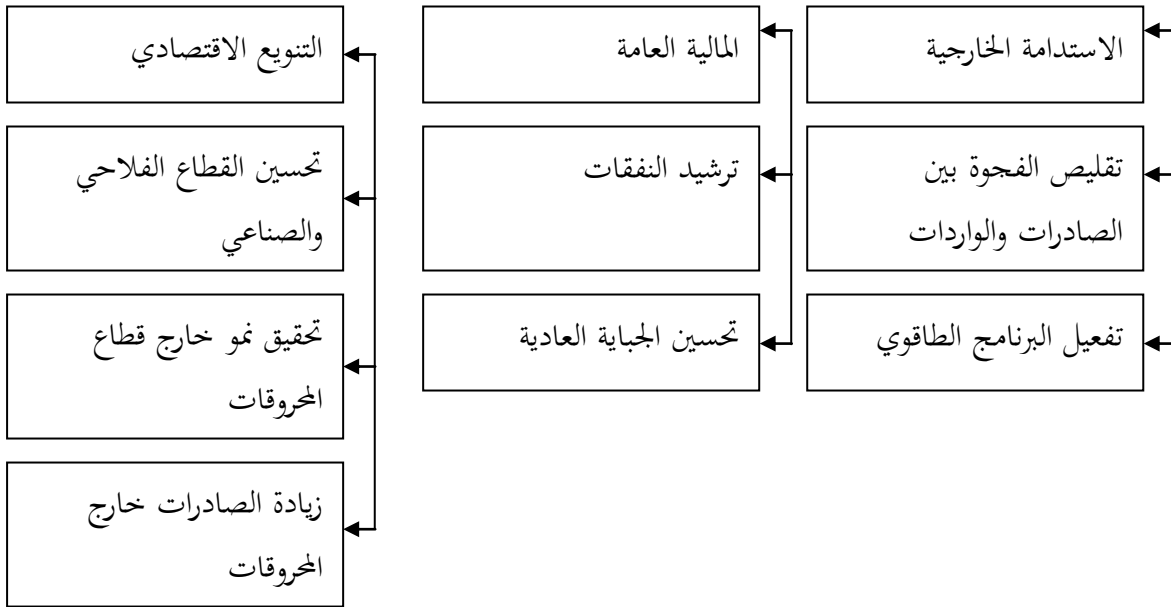 الاستدامة الخارجية
تقليص الفجوة بين
الصادرات والواردات
تفعيل البرنامج الطاقوي
المالية العامة
ترشيد النفقات
تحسين الجباية العادية
التنويع الاقتصادي
تحسين القطاع الفلاحي
والصناعي
تحقيق نمو خارج قطاع
المحروقات
زيادة الصادرات خارج
المحروقات